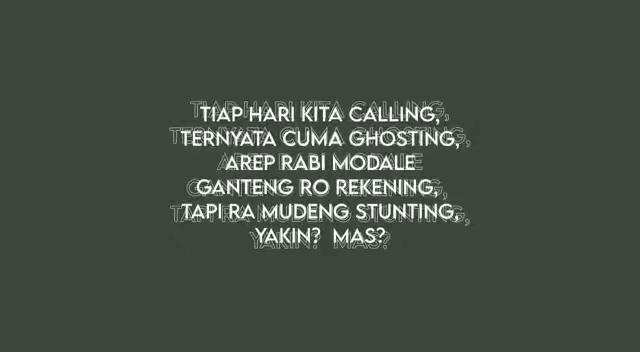 TIAP HARI KITA CALLING,
TERNYATA CUMA GHOSTING,
AREP RABI MODALE
GANTENG RO REKENING,
TAPI RA MUDENG STUNTING,
YAKIN? MAS?